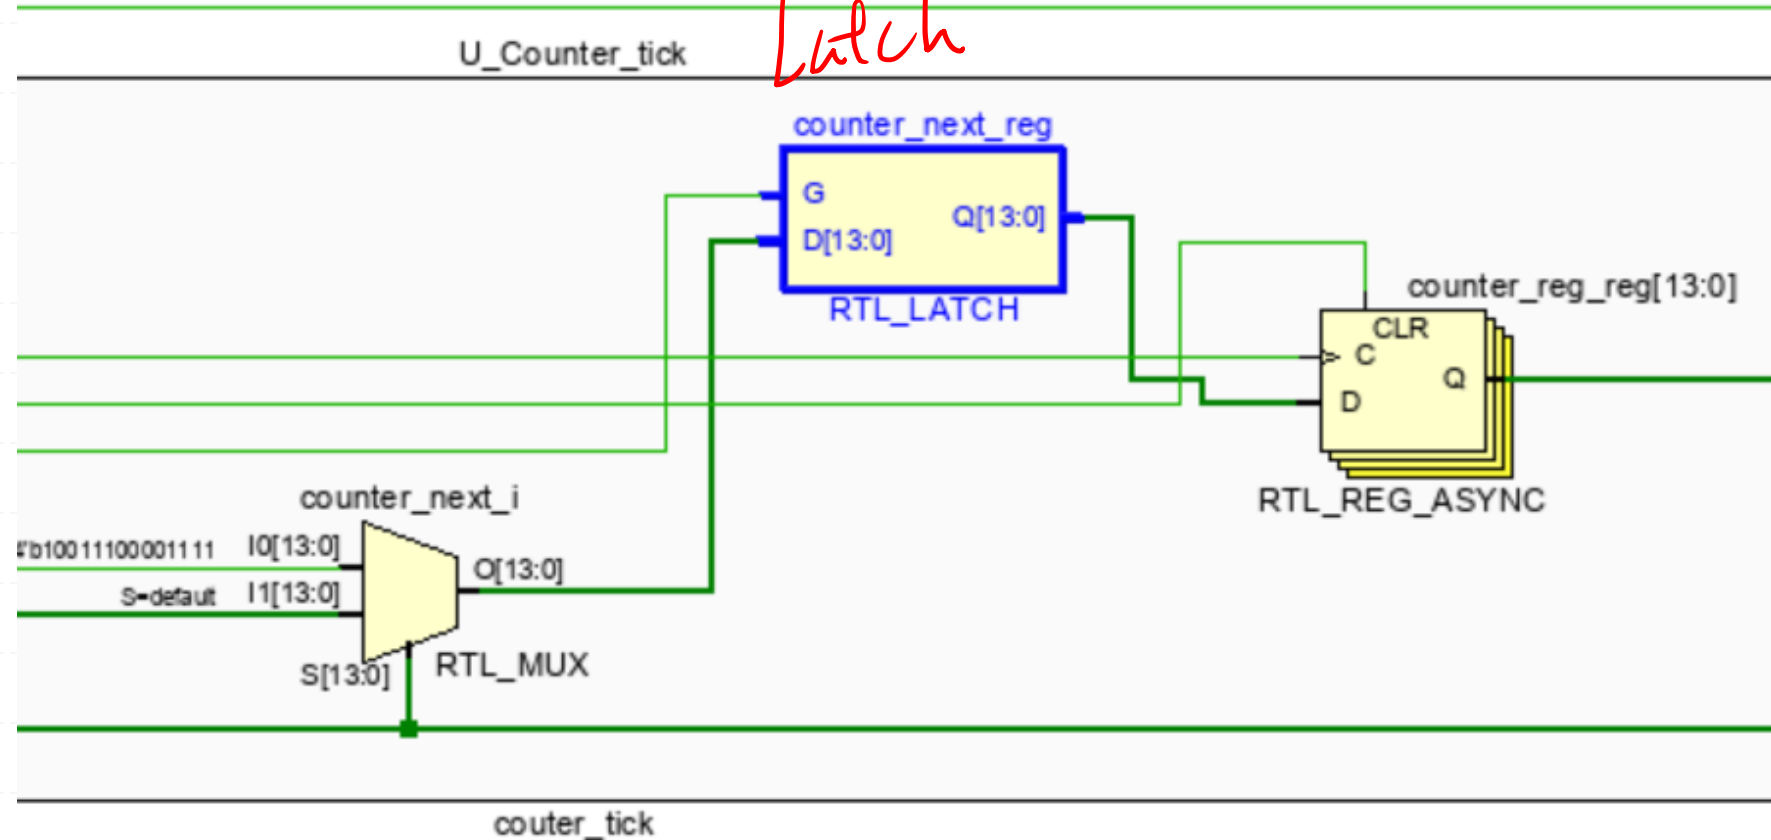 Latch
U_Counter_tick
counter_next_reg
G
Q[13:0]
D[13:0]
RTL_LATCH
counter_reg_reg[13:0]
CLR
C
Q
D
RTL_REG_ASYNC
counter_next_i
'b10011100001111 I0[13:0]
O[13:0]
S=default I1[13:0]
S[13:0]
RTL_MUX
couter_tick